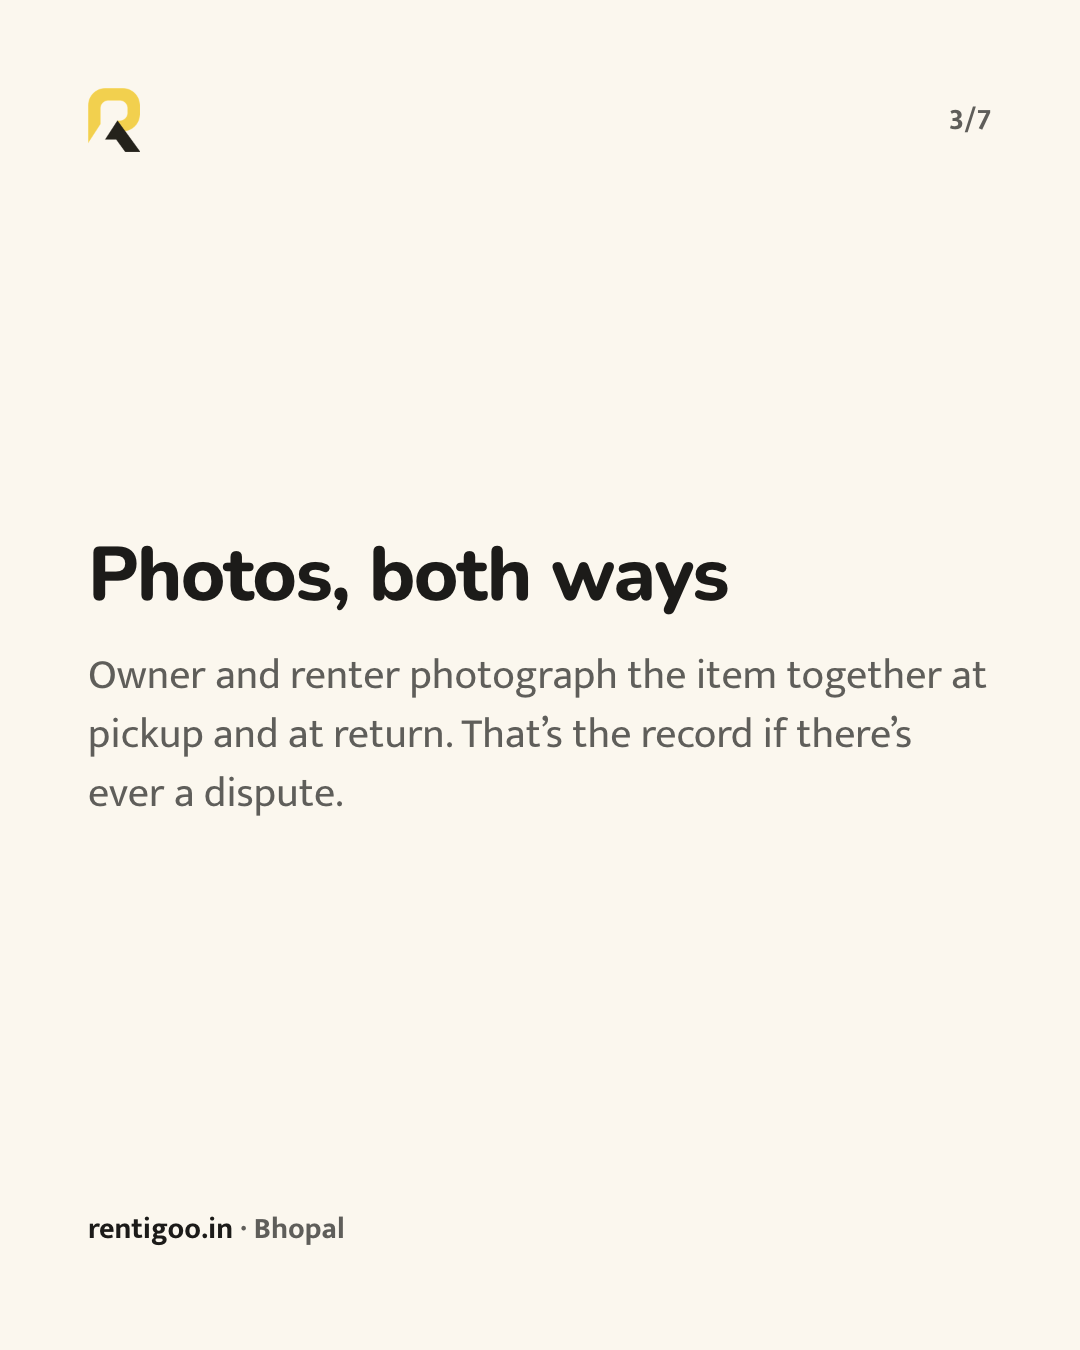 3/7
Photos, both ways
Owner and renter photograph the item together at
pickup and at return. That’s the record if there’s
ever a dispute.
rentigoo.in · Bhopal